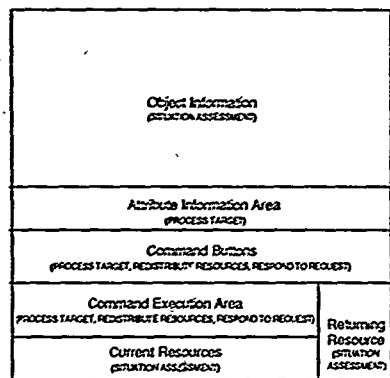 Object Information
(SITUATION ASSESSMENT)
Attribute Information Area
(PROCESS TARGET)
Command Buttons
(PROCESS TARGET, REDISTRIBUTE RESOURCES, RESPOND TO REQUEST)
Command Execution Area
(PROCESS TARGET, REDISTRIBUTE RESOURCES, RESPOND TO REQUEST)
Current Resources
(SITUATION ASSESSMENT)
Returning
Resource
(SITUATION
ASSESSMENT)